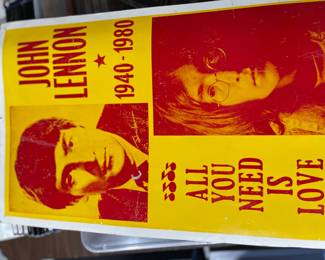 JOHN
LENNON
★
1940-1980
ALL
YOU
NEED
IS
LOVE